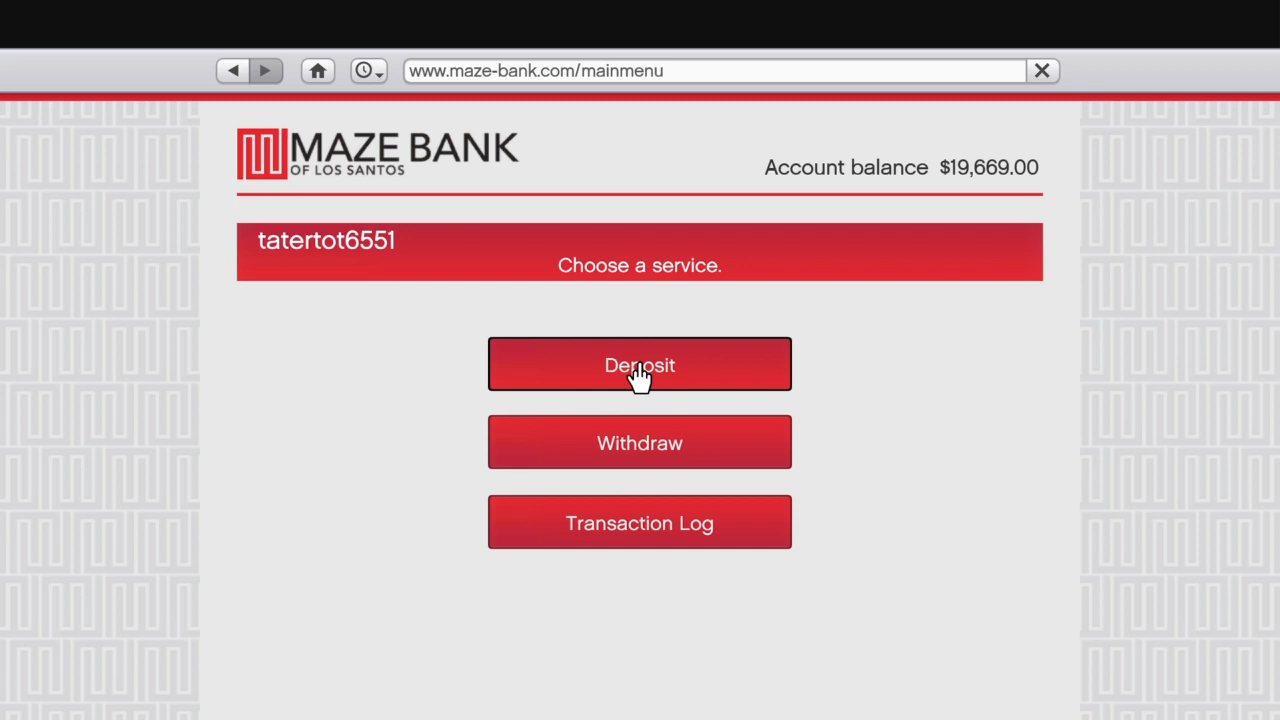 www.maze-bank.com/mainmenu
MAZE BANK
OF LOS SANTOS
Account balance $19,669.00
tatertot6551
Choose a service.
Deposit
Withdraw
Transaction Log